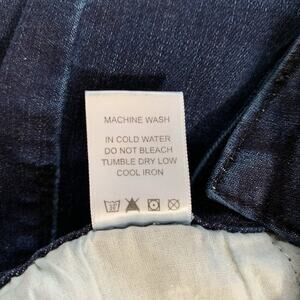 MACHINE WASH
IN COLD WATER
DO NOT BLEACH
TUMBLE DRY LOW
COOL IRON